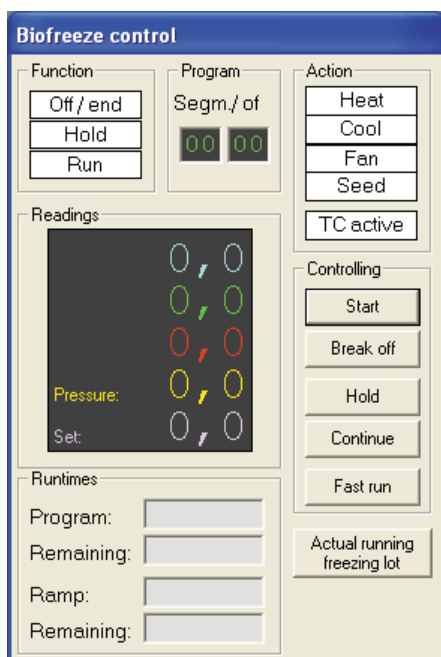 Biofreeze control
Function
Off / end
Hold
Run
Program
Segm./ of
00 00
Action
Heat
Cool
Fan
Seed
TC active
Readings
0,0
0,0
0,0
Pressure: 0,0
Set: 0,0
Controlling
Start
Break off
Hold
Continue
Fast run
Runtimes
Program:
Remaining:
Ramp:
Remaining:
Actual running
freezing lot